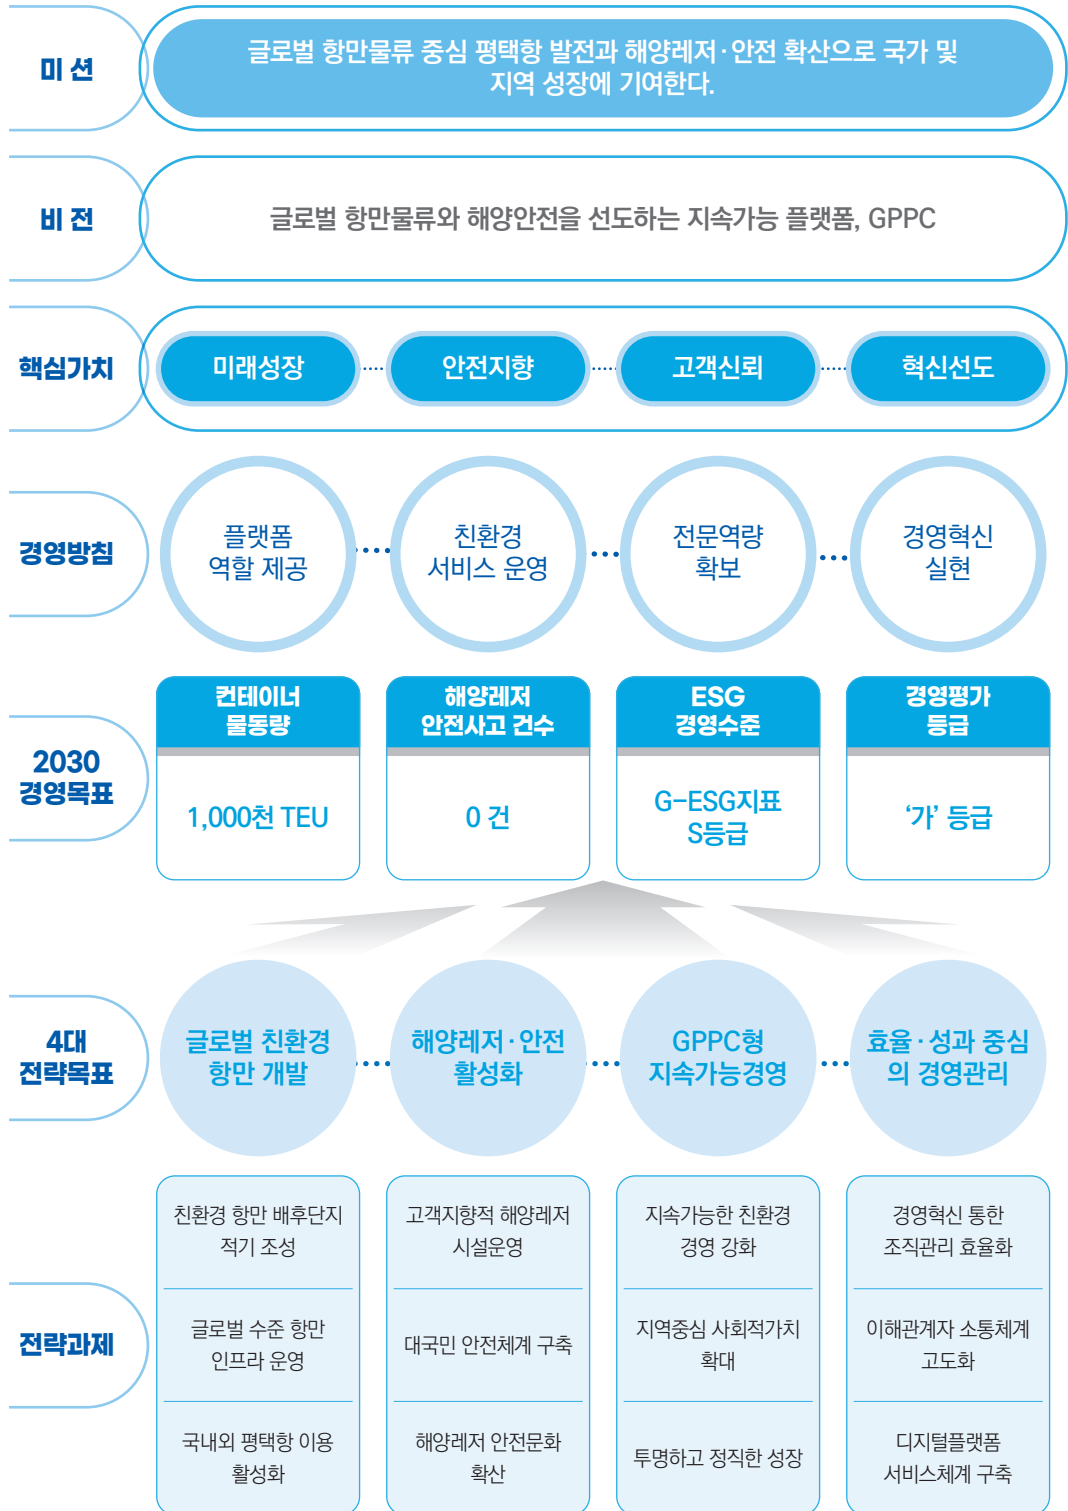 미 션
글로벌 항만물류 중심 평택항 발전과 해양레저·안전 확산으로 국가 및
지역 성장에 기여한다.
비 전
글로벌 항만물류와 해양안전을 선도하는 지속가능 플랫폼, GPPC
핵심가치
미래성장
안전지향
고객신뢰
혁신선도
경영방침
플랫폼
역할 제공
친환경
서비스 운영
전문역량
확보
경영혁신
실현
2030
경영목표
컨테이너
물동량
1,000천 TEU
해양레저
안전사고 건수
0 건
ESG
경영수준
G-ESG지표
S등급
경영평가
등급
‘가’ 등급
4대
전략목표
글로벌 친환경
항만 개발
해양레저·안전
활성화
GPPC형
지속가능경영
효율·성과 중심
의 경영관리
전략과제
친환경 항만 배후단지
적기 조성
글로벌 수준 항만
인프라 운영
국내외 평택항 이용
활성화
고객지향적 해양레저
시설운영
대국민 안전체계 구축
해양레저 안전문화
확산
지속가능한 친환경
경영 강화
지역중심 사회적가치
확대
투명하고 정직한 성장
경영혁신 통한
조직관리 효율화
이해관계자 소통체계
고도화
디지털플랫폼
서비스체계 구축